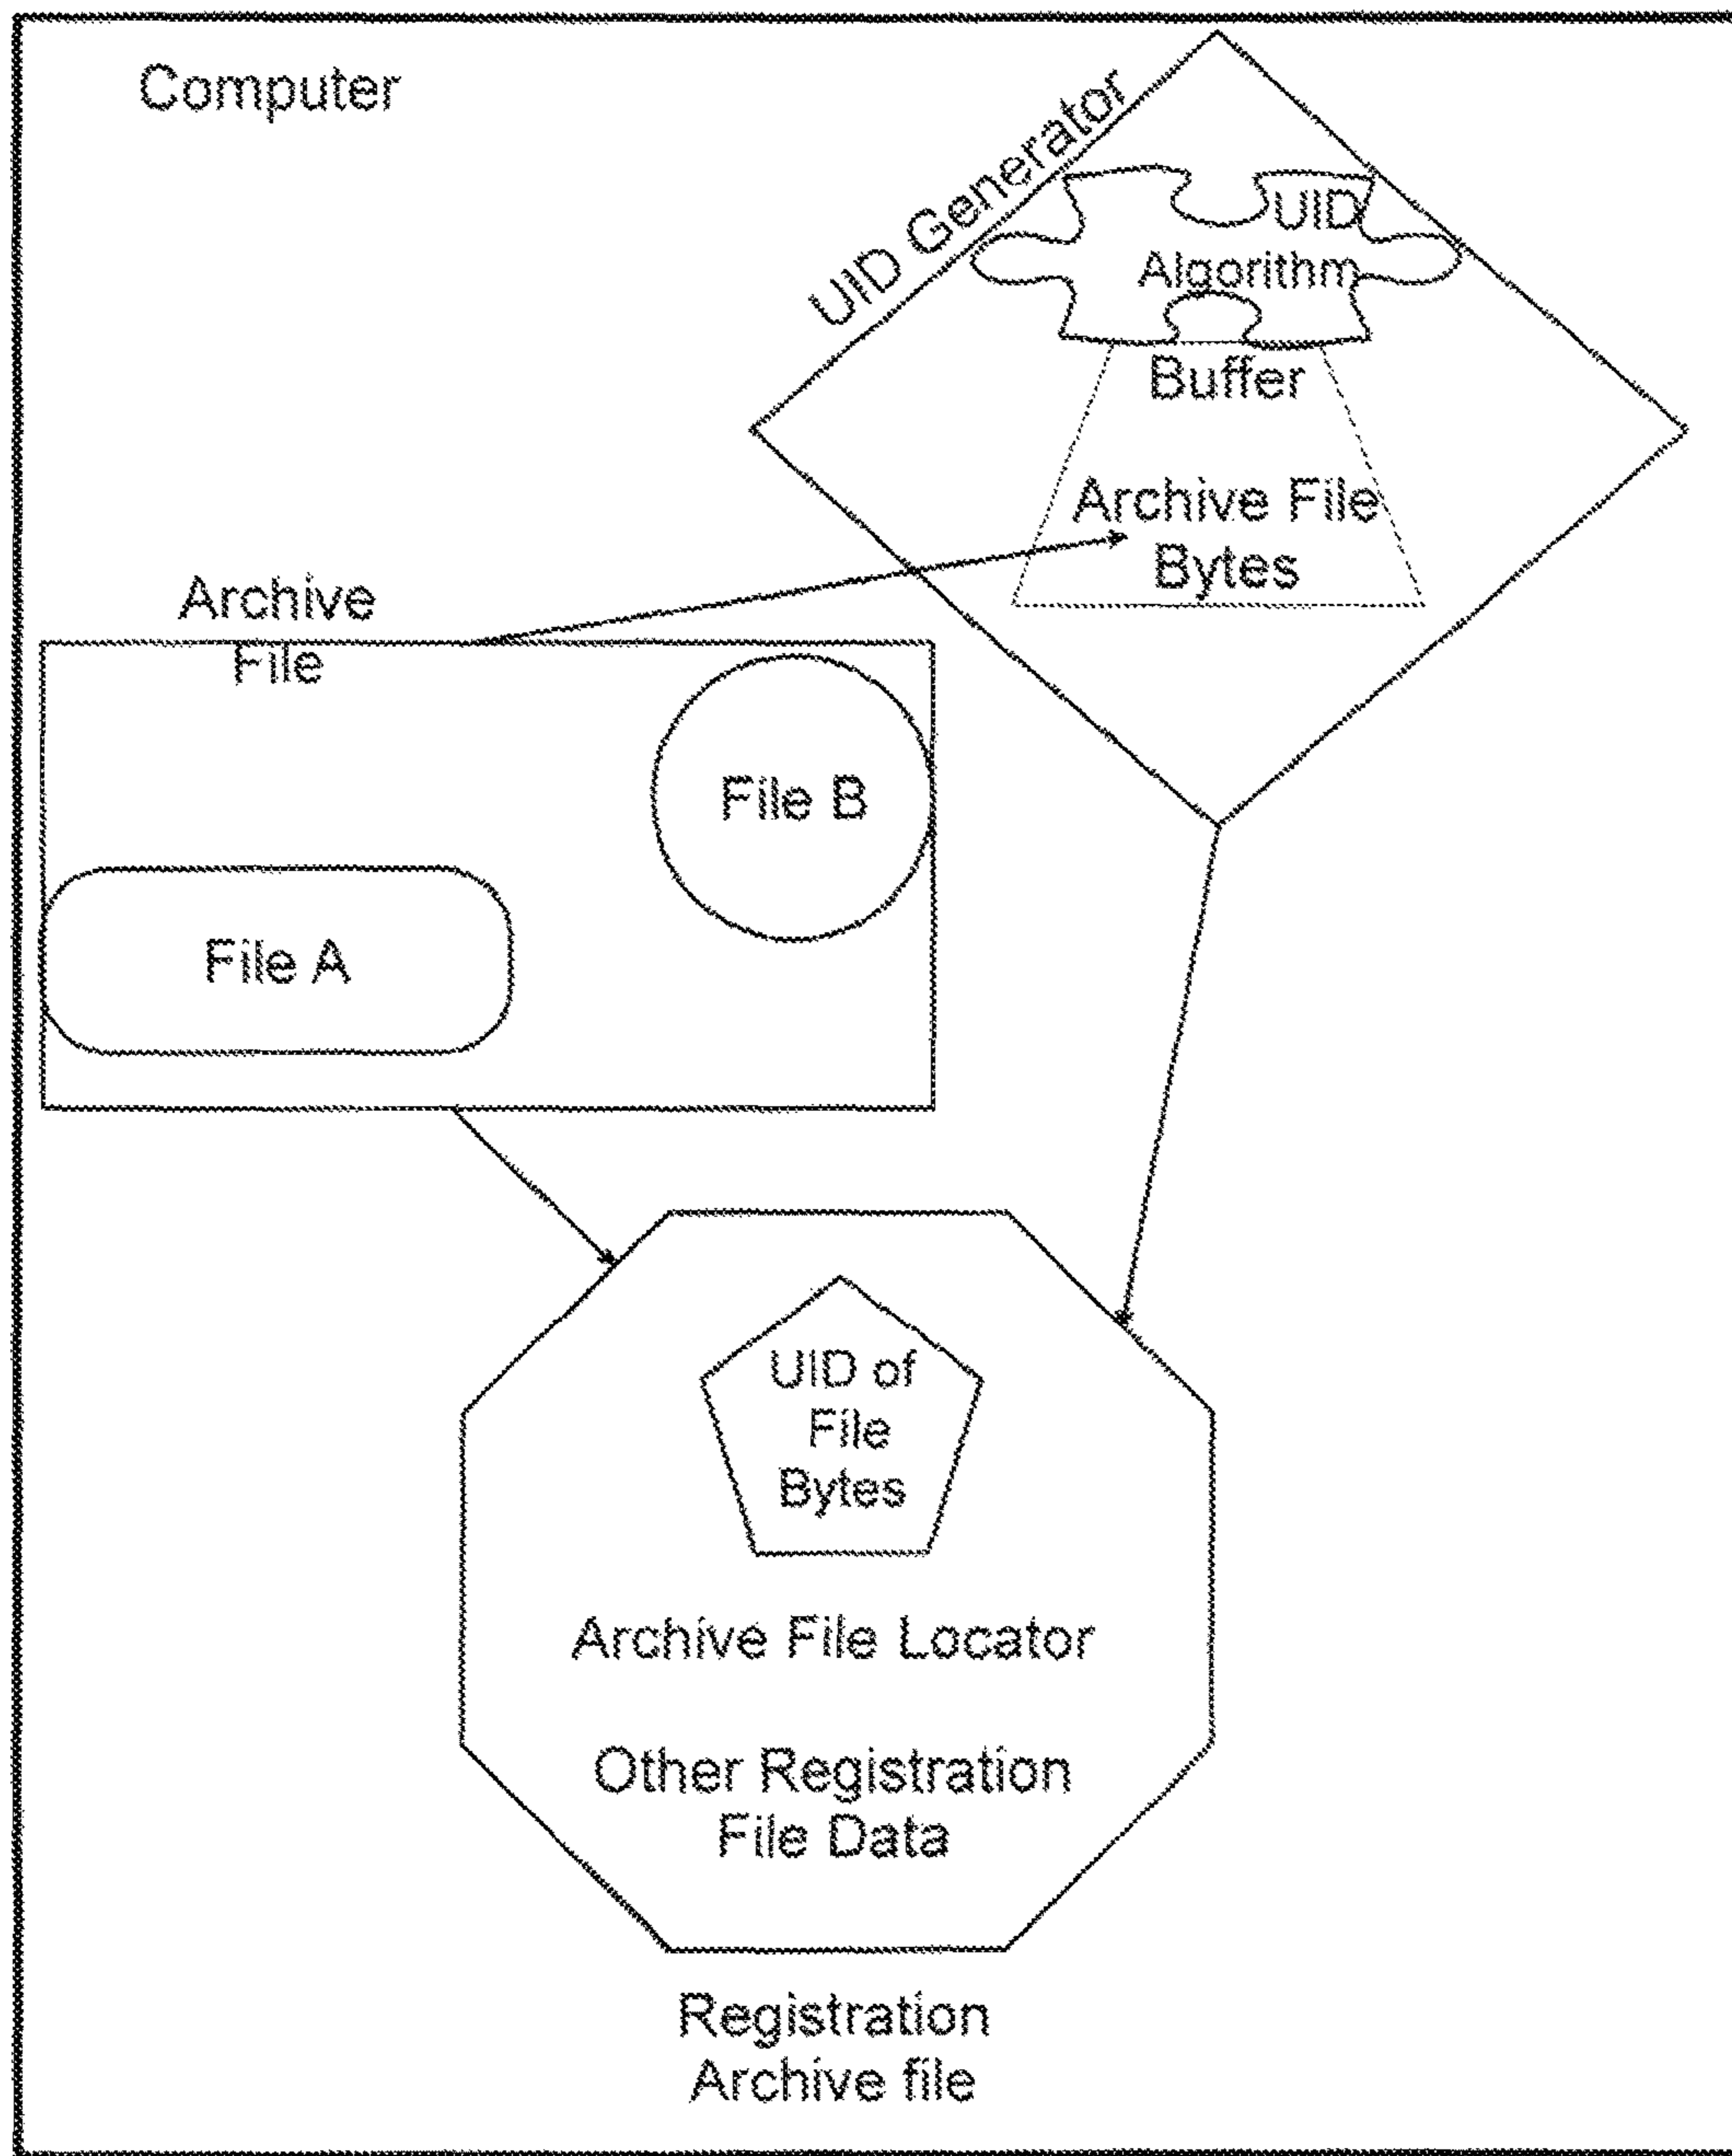 Computer
UID Generator
UID
Algorithm
Buffer
Archive File
Bytes
Archive
File
File B
File A
UID of
File
Bytes
Archive File Locator
Other Registration
File Data
Registration
Archive file